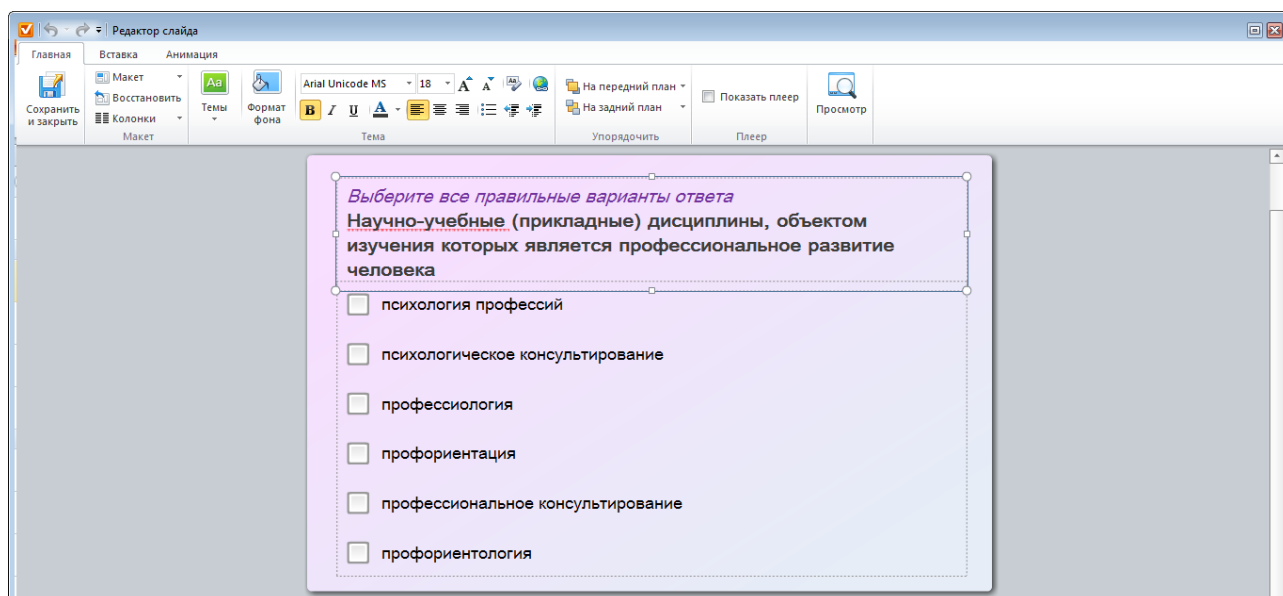 Редактор слайда
Главная Вставка Анимация
Сохранить и закрыть
Макет
Восстановить
Колонки
Макет
Aa
Темы
Формат фона
Arial Unicode MS 18
Тема
На передний план
На задний план
Упорядочить
Показать плеер
Плеер
Просмотр
Выберите все правильные варианты ответа
Научно-учебные (прикладные) дисциплины, объектом
изучения которых является профессиональное развитие
человека
психология профессий
психологическое консультирование
профессиология
профориентация
профессиональное консультирование
профориентология